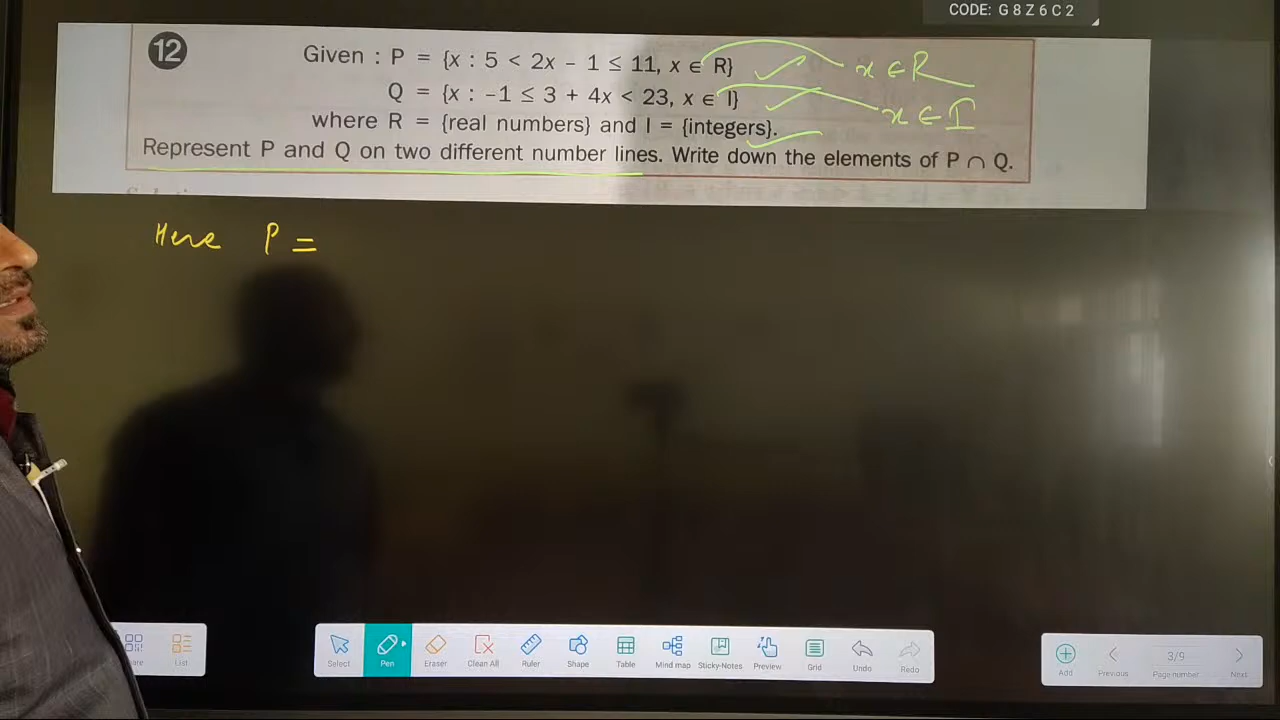 CODE: G 8 Z 6 C 2
12
Given : P = {x : 5 < 2x − 1 ≤ 11, x ∈ R}
x ∈ R
Q = {x : −1 ≤ 3 + 4x < 23, x ∈ I}
x ∈ I
where R = {real numbers} and I = {integers}.
Represent P and Q on two different number lines. Write down the elements of P ∩ Q.
Here P =
List
Select
Pen
Eraser
Clean All
Ruler
Shape
Table
Mind map
Sticky-Notes
Preview
Grid
Undo
Redo
Add
Previous
3/9
Page number
Next